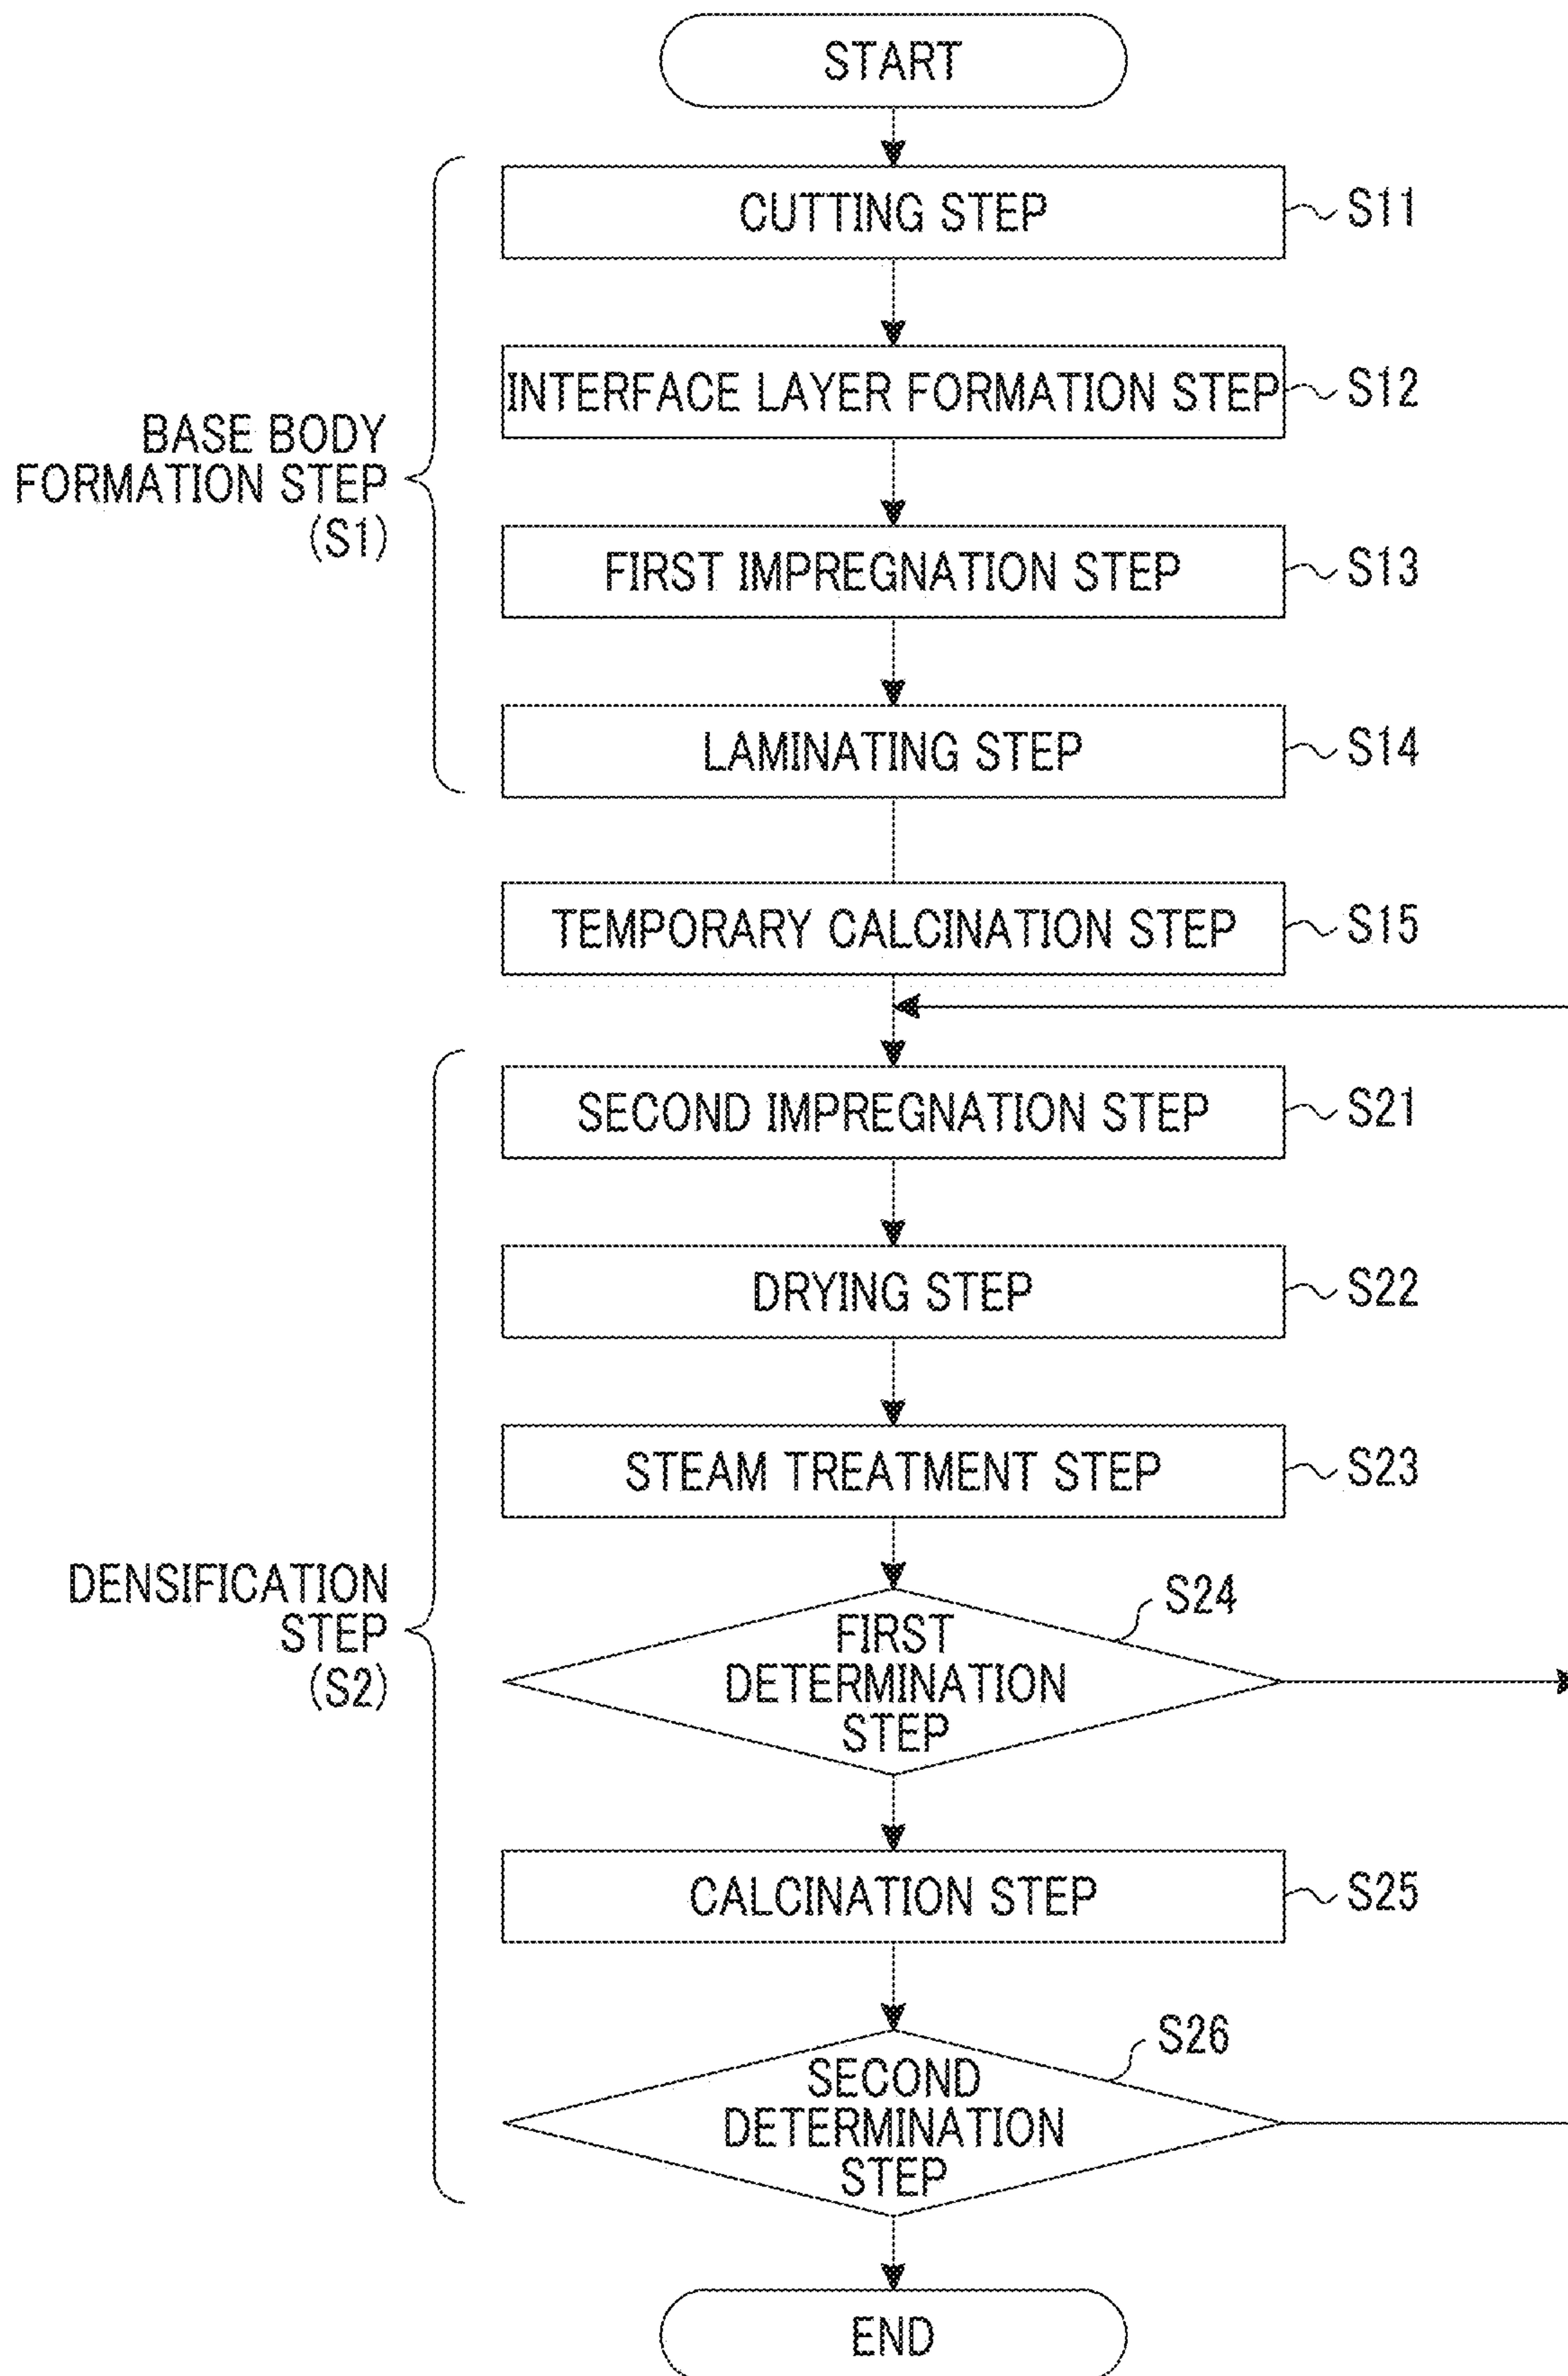 START
CUTTING STEP
S11
INTERFACE LAYER FORMATION STEP
S12
BASE BODY
FORMATION STEP
(S1)
FIRST IMPREGNATION STEP
S13
LAMINATING STEP
S14
TEMPORARY CALCINATION STEP
S15
SECOND IMPREGNATION STEP
S21
DRYING STEP
S22
STEAM TREATMENT STEP
S23
DENSIFICATION
STEP
(S2)
S24
FIRST
DETERMINATION
STEP
CALCINATION STEP
S25
S26
SECOND
DETERMINATION
STEP
END